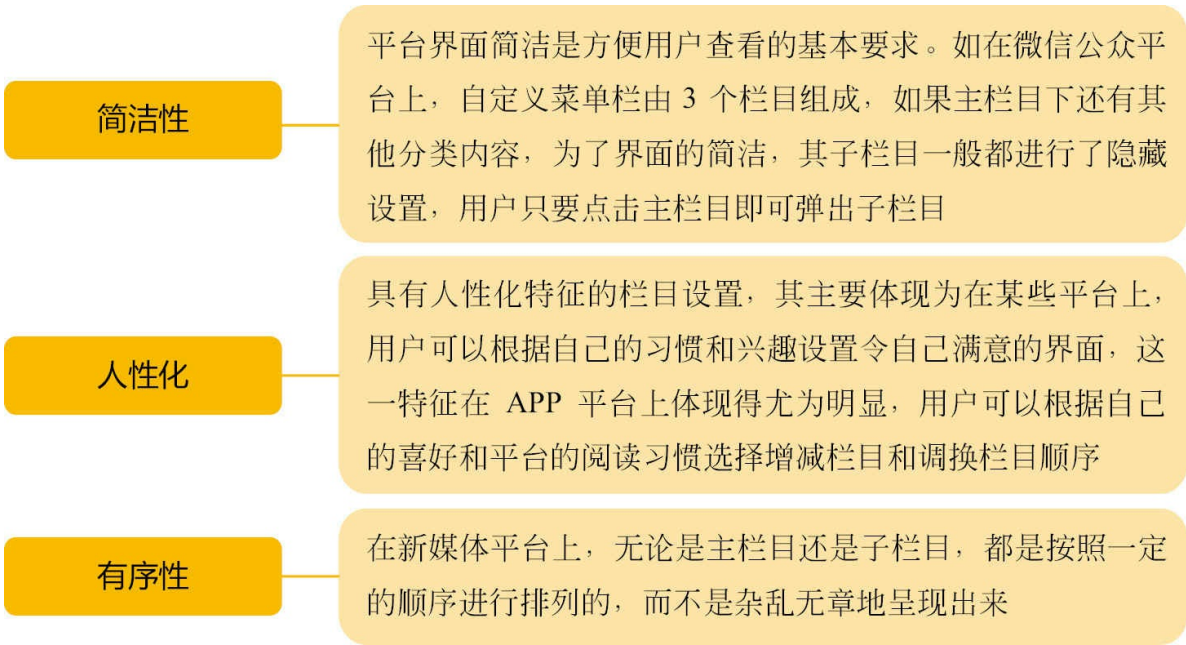 简洁性
平台界面简洁是方便用户查看的基本要求。如在微信公众平
台上，自定义菜单栏由 3 个栏目组成，如果主栏目下还有其
他分类内容，为了界面的简洁，其子栏目一般都进行了隐藏
设置，用户只要点击主栏目即可弹出子栏目
人性化
具有人性化特征的栏目设置，其主要体现为在某些平台上，
用户可以根据自己的习惯和兴趣设置令自己满意的界面，这
一特征在 APP 平台上体现得尤为明显，用户可以根据自己
的喜好和平台的阅读习惯选择增减栏目和调换栏目顺序
有序性
在新媒体平台上，无论是主栏目还是子栏目，都是按照一定
的顺序进行排列的，而不是杂乱无章地呈现出来